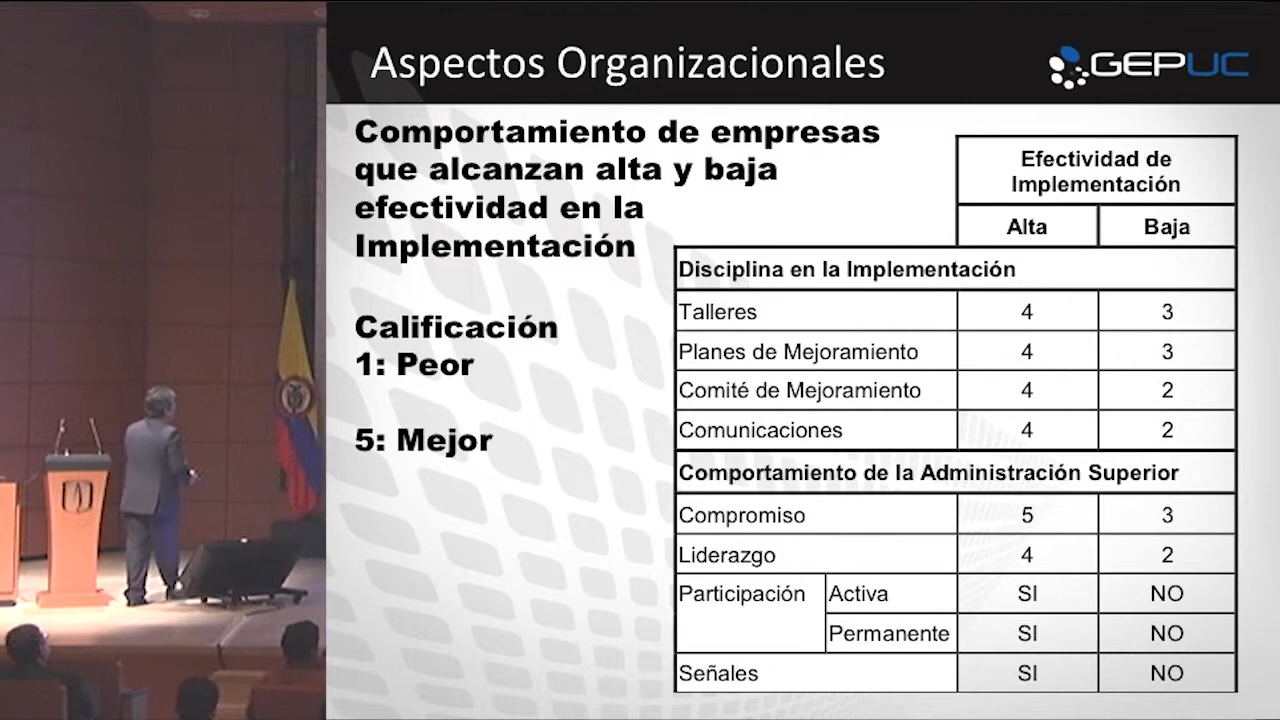 Aspectos Organizacionales
GEPUC
Comportamiento de empresas
que alcanzan alta y baja
efectividad en la
Implementación
Calificación
1: Peor
5: Mejor
Efectividad de
Implementación
Alta Baja
Disciplina en la Implementación
Talleres 4 3
Planes de Mejoramiento 4 3
Comité de Mejoramiento 4 2
Comunicaciones 4 2
Comportamiento de la Administración Superior
Compromiso 5 3
Liderazgo 4 2
Participación Activa SI NO
Permanente SI NO
Señales SI NO